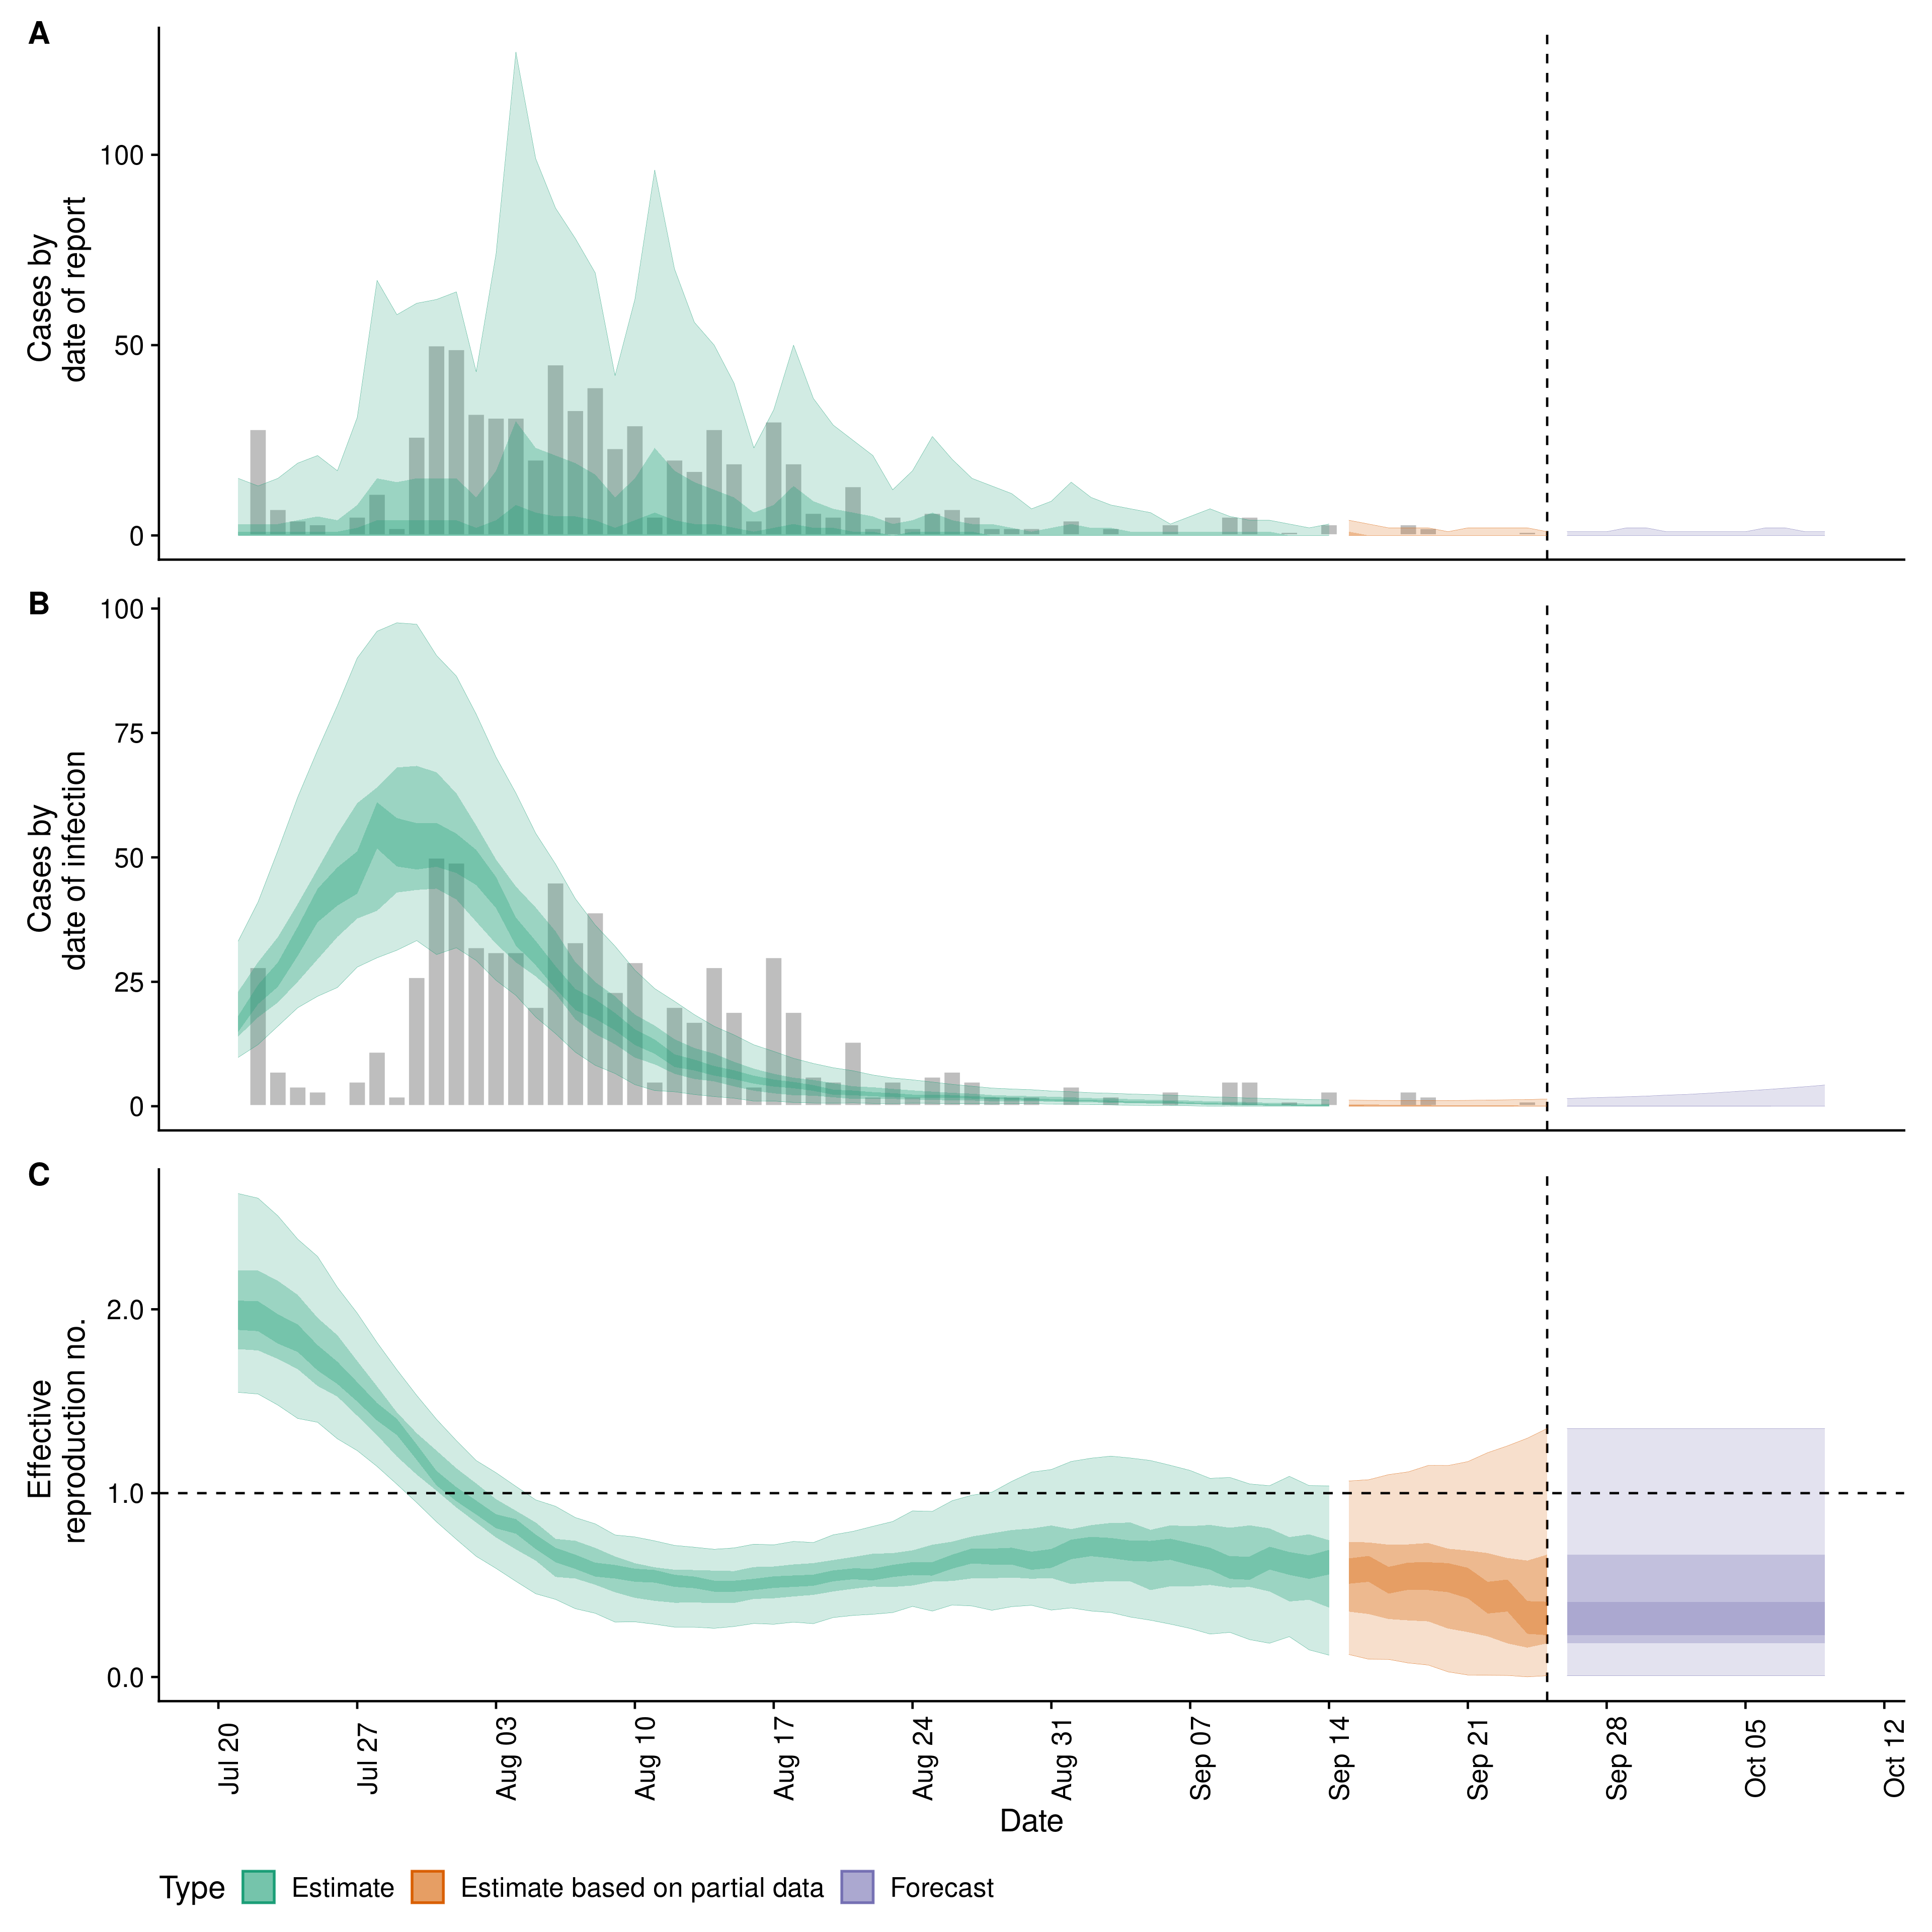 A
Cases by
date of report
100
50
0
B
Cases by
date of infection
100
75
50
25
0
C
Effective
reproduction no.
2.0
1.0
0.0
Jul 20
Jul 27
Aug 03
Aug 10
Aug 17
Aug 24
Aug 31
Sep 07
Sep 14
Sep 21
Sep 28
Oct 05
Oct 12
Date
Type Estimate Estimate based on partial data Forecast